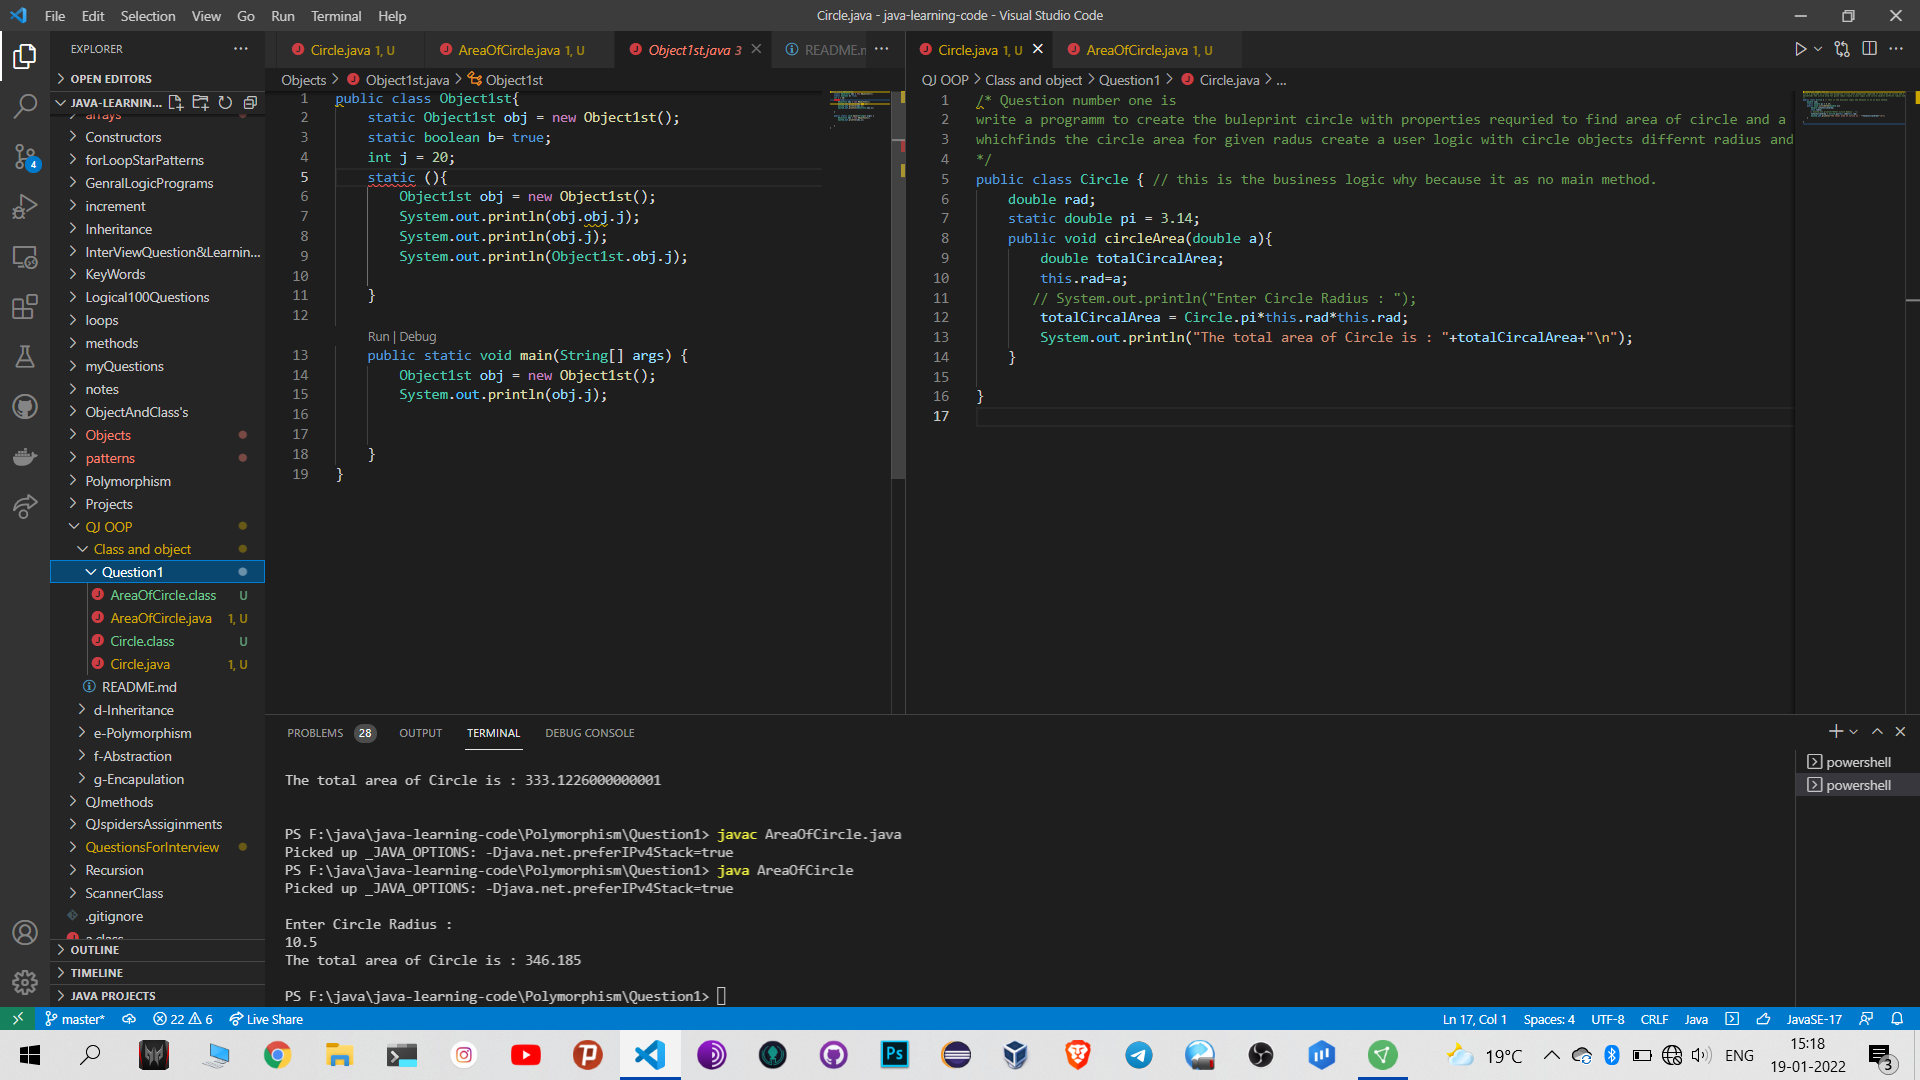 File Edit Selection View Go Run Terminal Help
Circle.java - java-learning-code - Visual Studio Code
EXPLORER
OPEN EDITORS
JAVA-LEARNIN...
arrays
Constructors
forLoopStarPatterns
GenralLogicPrograms
increment
Inheritance
InterViewQuestion&Learnin...
KeyWords
Logical100Questions
loops
methods
myQuestions
notes
ObjectAndClass's
Objects
patterns
Polymorphism
Projects
QJ OOP
Class and object
Question1
AreaOfCircle.class U
AreaOfCircle.java 1, U
Circle.class U
Circle.java 1, U
README.md
d-Inheritance
e-Polymorphism
f-Abstraction
g-Encapulation
QJmethods
QJspidersAssiginments
QuestionsForInterview
Recursion
ScannerClass
.gitignore
a.class
OUTLINE
TIMELINE
JAVA PROJECTS
4
Circle.java 1, U AreaOfCircle.java 1, U Object1st.java 3 README.m
Objects > Object1st.java > Object1st
1 public class Object1st{
2 static Object1st obj = new Object1st();
3 static boolean b= true;
4 int j = 20;
5 static (){
6 Object1st obj = new Object1st();
7 System.out.println(obj.obj.j);
8 System.out.println(obj.j);
9 System.out.println(Object1st.obj.j);
10
11 }
12
Run | Debug
13 public static void main(String[] args) {
14 Object1st obj = new Object1st();
15 System.out.println(obj.j);
16
17
18 }
19 }
Circle.java 1, U AreaOfCircle.java 1, U
QJ OOP > Class and object > Question1 > Circle.java > ...
1 /* Question number one is
2 write a programm to create the buleprint circle with properties requried to find area of circle and a
3 whichfinds the circle area for given radus create a user logic with circle objects differnt radius and
4 */
5 public class Circle { // this is the business logic why because it as no main method.
6 double rad;
7 static double pi = 3.14;
8 public void circleArea(double a){
9 double totalCircalArea;
10 this.rad=a;
11 // System.out.println("Enter Circle Radius : ");
12 totalCircalArea = Circle.pi*this.rad*this.rad;
13 System.out.println("The total area of Circle is : "+totalCircalArea+"\n");
14 }
15
16 }
17
PROBLEMS 28 OUTPUT TERMINAL DEBUG CONSOLE
The total area of Circle is : 333.1226000000001
PS F:\java\java-learning-code\Polymorphism\Question1> javac AreaOfCircle.java
Picked up _JAVA_OPTIONS: -Djava.net.preferIPv4Stack=true
PS F:\java\java-learning-code\Polymorphism\Question1> java AreaOfCircle
Picked up _JAVA_OPTIONS: -Djava.net.preferIPv4Stack=true
Enter Circle Radius :
10.5
The total area of Circle is : 346.185
PS F:\java\java-learning-code\Polymorphism\Question1>
powershell
powershell
master* 22 6 Live Share
Ln 17, Col 1 Spaces: 4 UTF-8 CRLF Java JavaSE-17
Ps
19°C ENG
15:18
19-01-2022
3